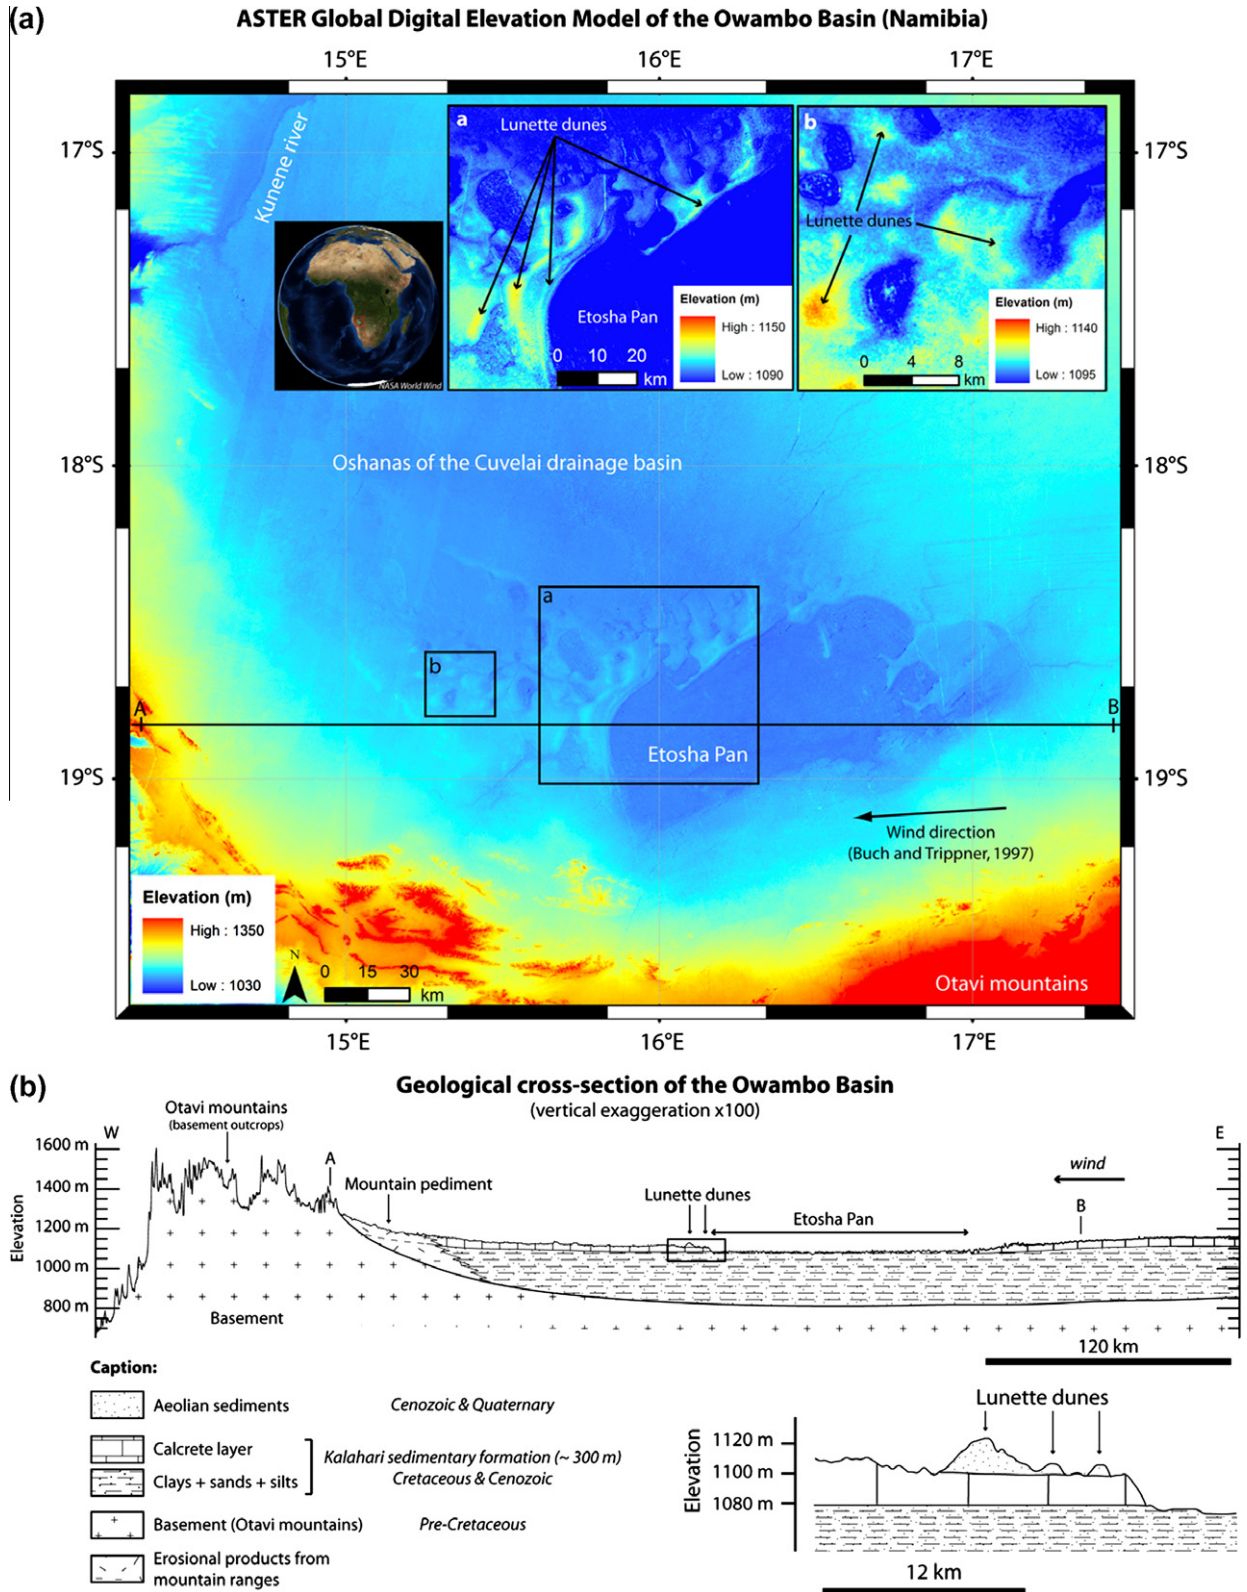 (a)
ASTER Global Digital Elevation Model of the Owambo Basin (Namibia)
15°E
16°E
17°E
17°S
17°S
Kunene river
a
Lunette dunes
Etosha Pan
0 10 20
km
Elevation (m)
High : 1150
Low : 1090
b
Lunette dunes
0 4 8
km
Elevation (m)
High : 1140
Low : 1095
NASA World Wind
Oshanas of the Cuvelai drainage basin
18°S
18°S
a
b
A
B
Etosha Pan
19°S
19°S
Wind direction
(Buch and Trippner, 1997)
Elevation (m)
High : 1350
Low : 1030
N
0 15 30
km
Otavi mountains
15°E
16°E
17°E
(b)
Geological cross-section of the Owambo Basin
(vertical exaggeration x100)
Otavi mountains
(basement outcrops)
W
E
1600 m
1400 m
1200 m
1000 m
800 m
Elevation
A
Mountain pediment
Lunette dunes
Etosha Pan
wind
B
Basement
120 km
Caption:
Aeolian sediments
Cenozoic & Quaternary
Calcrete layer
Clays + sands + silts
Kalahari sedimentary formation (~ 300 m)
Cretaceous & Cenozoic
Basement (Otavi mountains)
Pre-Cretaceous
Erosional products from
mountain ranges
Lunette dunes
Elevation
1120 m
1100 m
1080 m
12 km